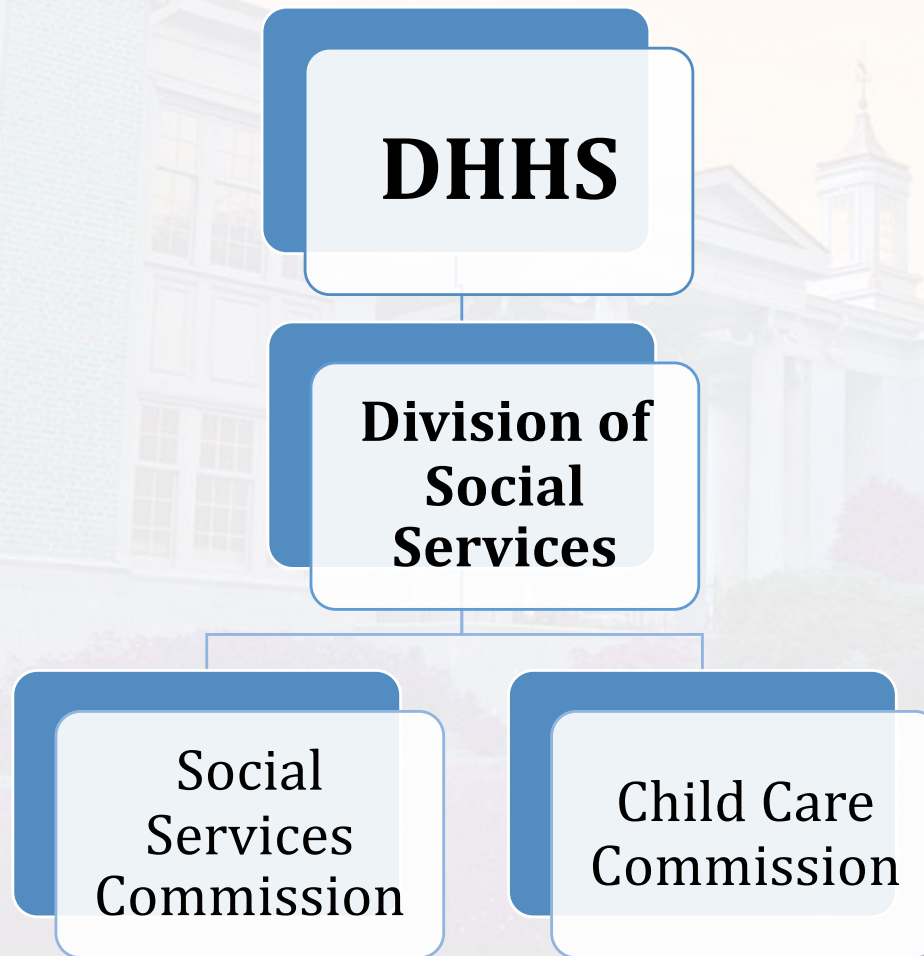 DHHS
Division of
Social
Services
Social
Services
Commission
Child Care
Commission